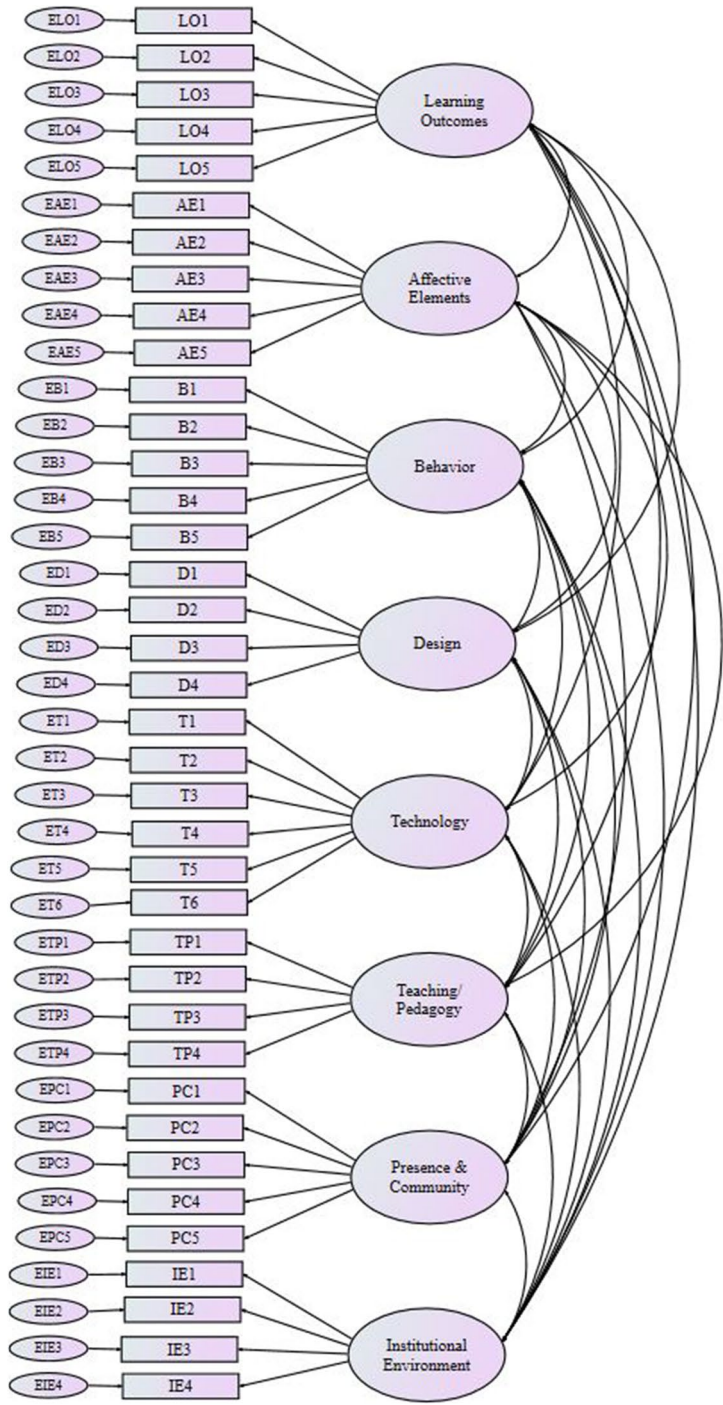 ELO1 LO1
ELO2 LO2
ELO3 LO3
ELO4 LO4
ELO5 LO5
Learning
Outcomes
EAE1 AE1
EAE2 AE2
EAE3 AE3
EAE4 AE4
EAE5 AE5
Affective
Elements
EB1 B1
EB2 B2
EB3 B3
EB4 B4
EB5 B5
Behavior
ED1 D1
ED2 D2
ED3 D3
ED4 D4
Design
ET1 T1
ET2 T2
ET3 T3
ET4 T4
ET5 T5
ET6 T6
Technology
ETP1 TP1
ETP2 TP2
ETP3 TP3
ETP4 TP4
Teaching/
Pedagogy
EPC1 PC1
EPC2 PC2
EPC3 PC3
EPC4 PC4
EPC5 PC5
Presence &
Community
EIE1 IE1
EIE2 IE2
EIE3 IE3
EIE4 IE4
Institutional
Environment